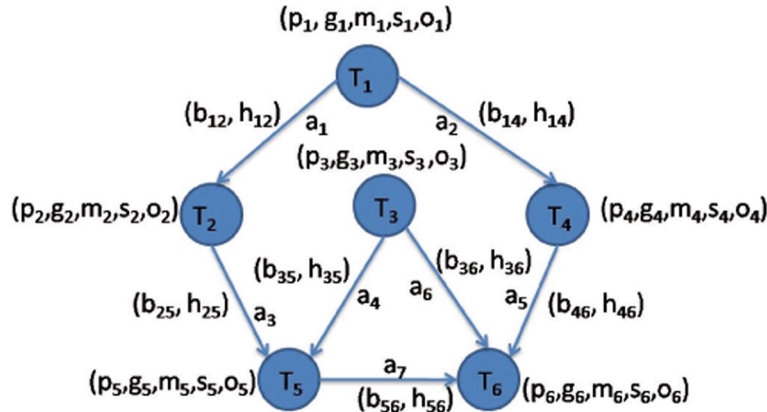 (p₁, g₁,m₁,s₁,o₁)
T₁
(b₁₂, h₁₂) a₁ a₂ (b₁₄, h₁₄)
(p₃,g₃,m₃,s₃,o₃)
(p₂,g₂,m₂,s₂,o₂) T₂ T₃ T₄ (p₄,g₄,m₄,s₄,o₄)
(b₃₅, h₃₅) (b₃₆, h₃₆)
(b₂₅, h₂₅) a₃ a₄ a₆ a₅ (b₄₆, h₄₆)
(p₅,g₅,m₅,s₅,o₅) T₅ a₇ T₆ (p₆,g₆,m₆,s₆,o₆)
(b₅₆, h₅₆)